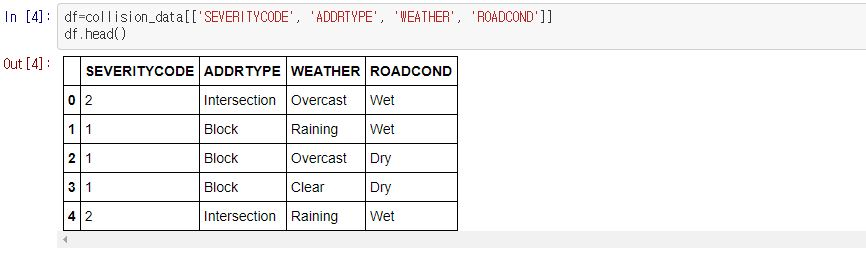 In [4]: df=collision_data[['SEVERITYCODE', 'ADDRTYPE', 'WEATHER', 'ROADCOND']]
df.head()
Out[4]:
SEVERITYCODE ADDRTYPE WEATHER ROADCOND
0 2 Intersection Overcast Wet
1 1 Block Raining Wet
2 1 Block Overcast Dry
3 1 Block Clear Dry
4 2 Intersection Raining Wet